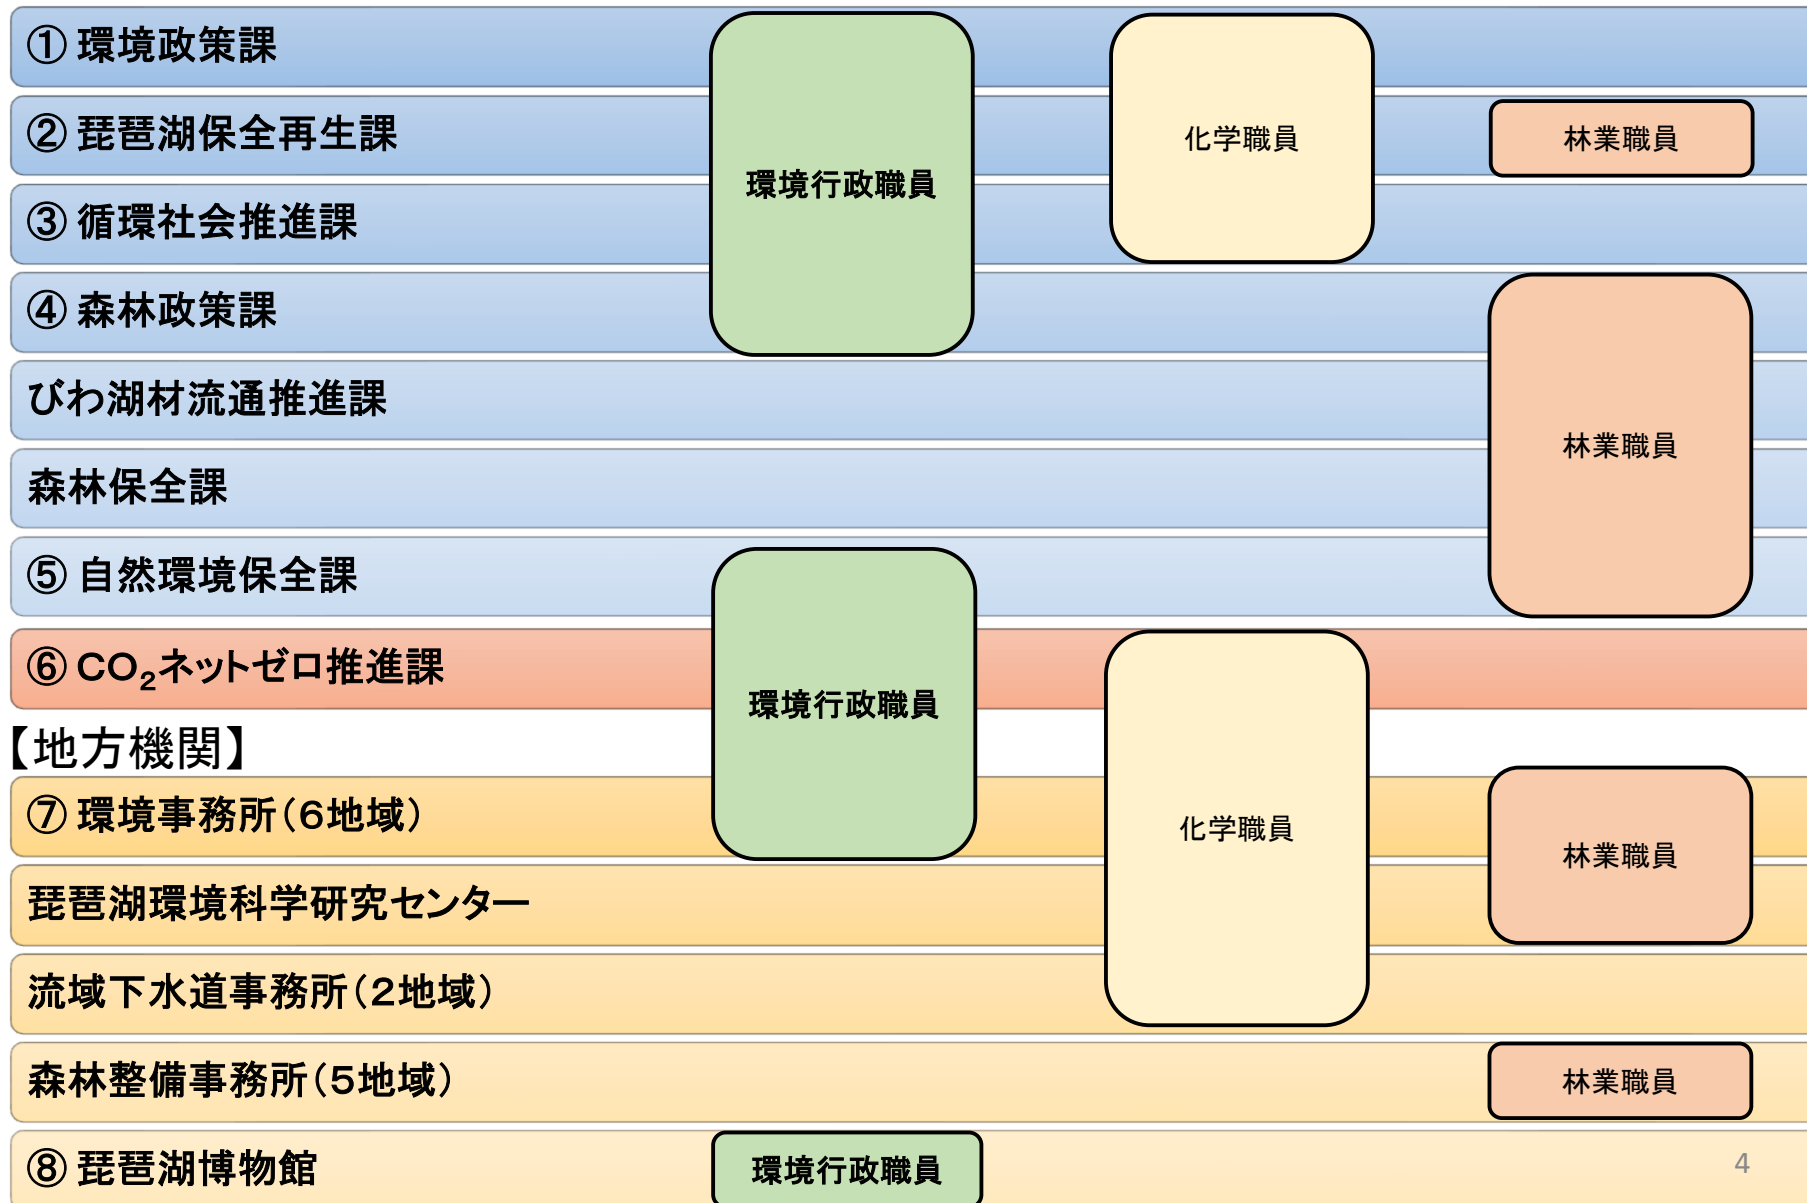 ① 環境政策課
② 琵琶湖保全再生課
③ 循環社会推進課
④ 森林政策課
びわ湖材流通推進課
森林保全課
⑤ 自然環境保全課
⑥ CO₂ネットゼロ推進課
【地方機関】
⑦ 環境事務所（6地域）
琵琶湖環境科学研究センター
流域下水道事務所（2地域）
森林整備事務所（5地域）
⑧ 琵琶湖博物館
環境行政職員
環境行政職員
環境行政職員
化学職員
化学職員
林業職員
林業職員
林業職員
林業職員
4